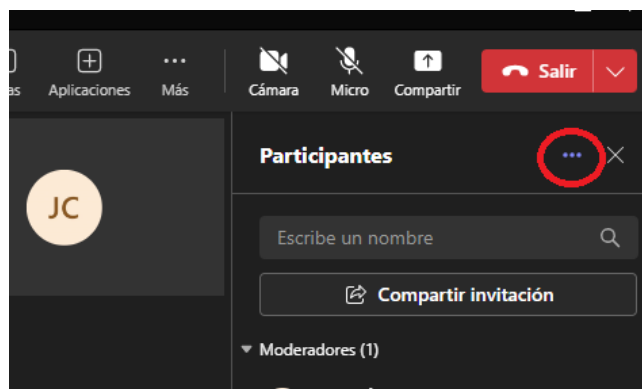 as Aplicaciones Más Cámara Micro Compartir Salir
Participantes
JC
Escribe un nombre
Compartir invitación
Moderadores (1)